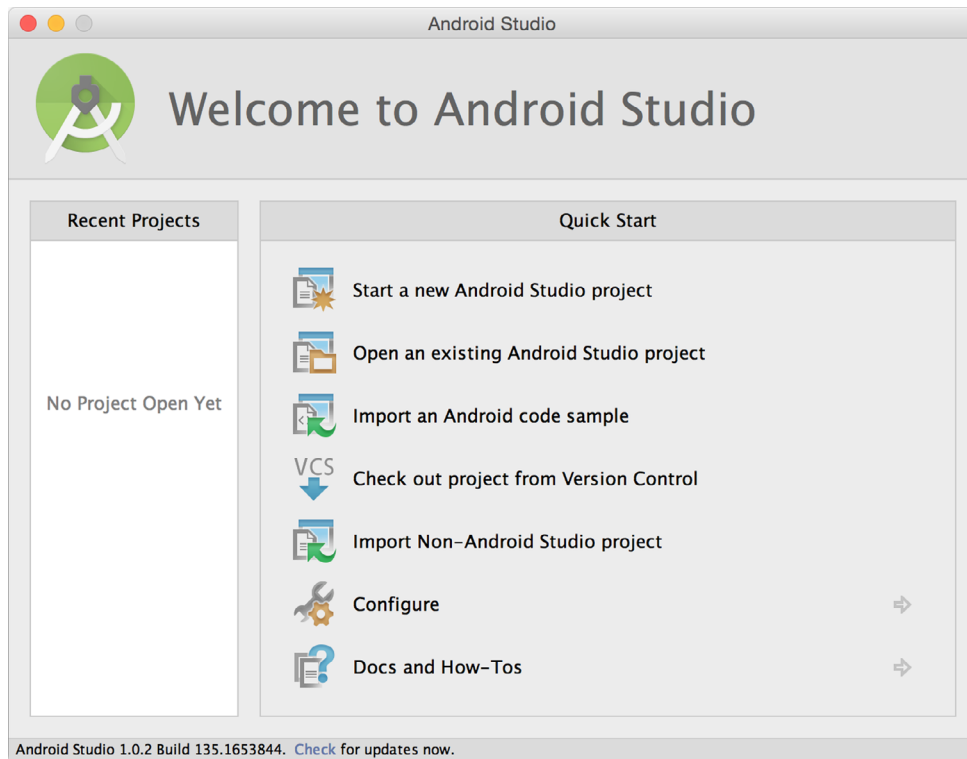 Android Studio
Welcome to Android Studio
Recent Projects
No Project Open Yet
Quick Start
Start a new Android Studio project
Open an existing Android Studio project
Import an Android code sample
VCS
Check out project from Version Control
Import Non-Android Studio project
Configure
Docs and How-Tos
Android Studio 1.0.2 Build 135.1653844. Check for updates now.